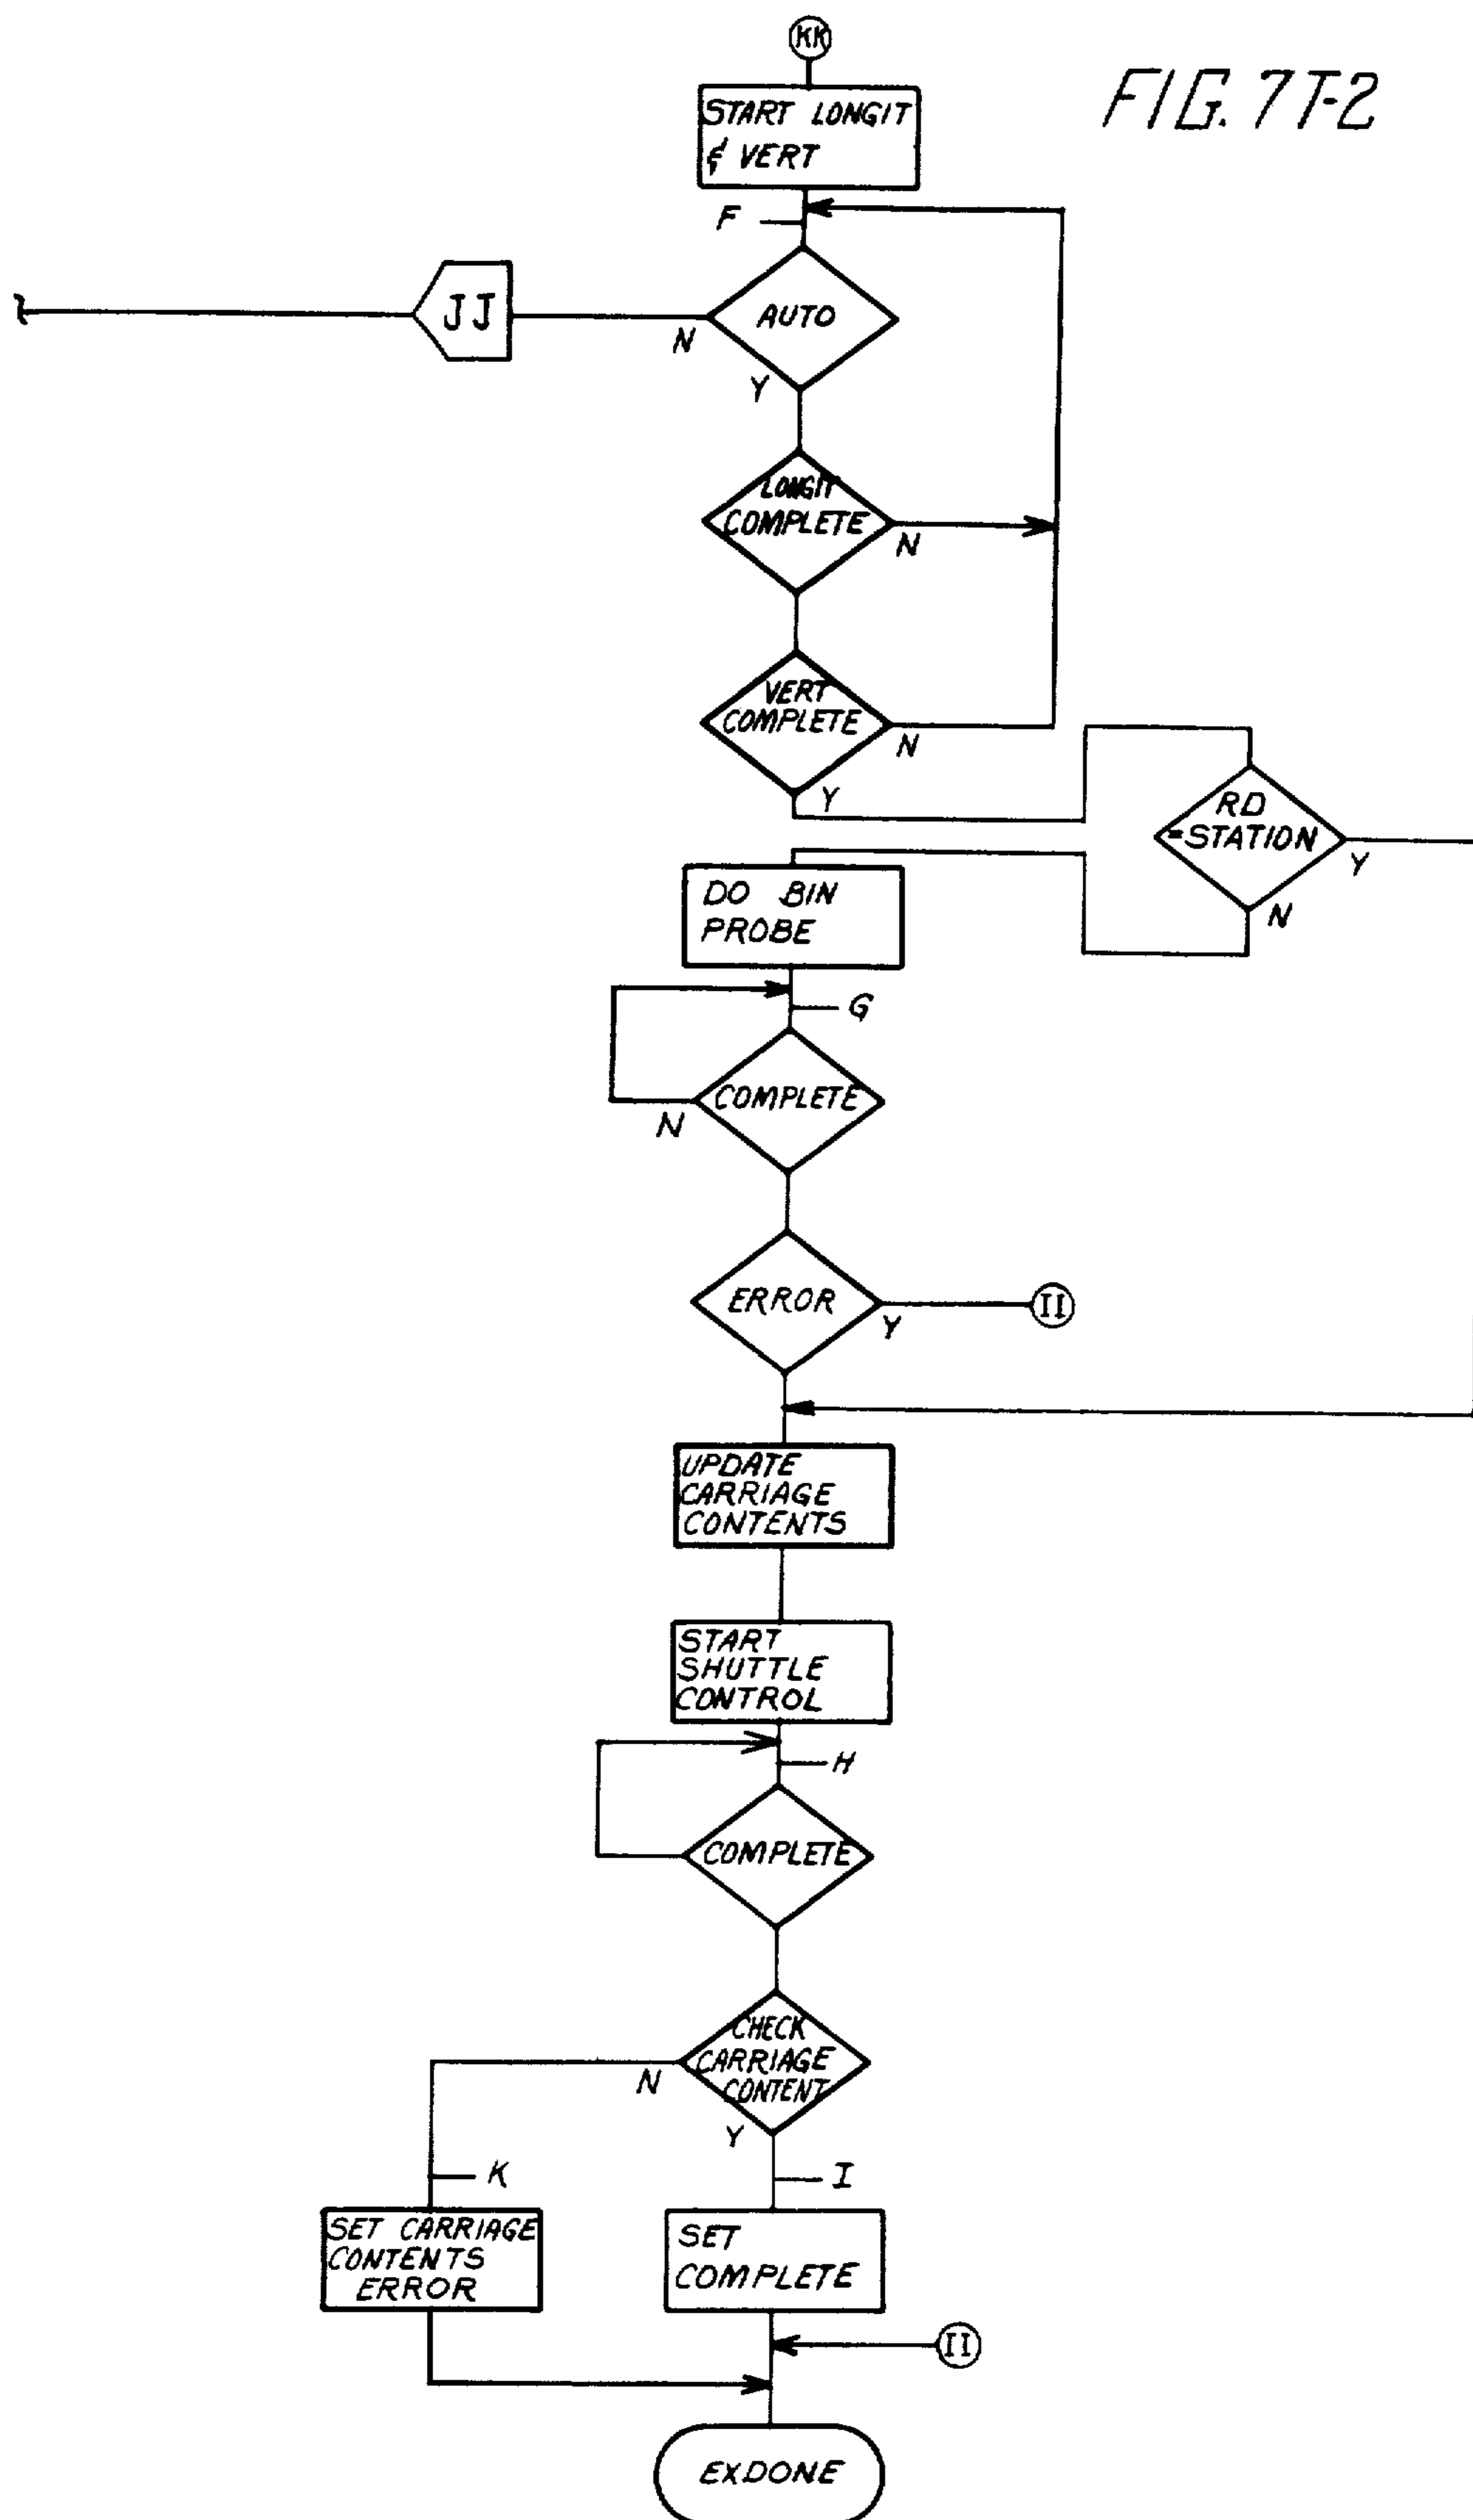 KK
FIG. 7T-2
START LONGIT
& VERT
F
AUTO
JJ
N
Y
LONGIT
COMPLETE
N
VERT
COMPLETE
N
Y
RD
=STATION
Y
N
DO BIN
PROBE
G
COMPLETE
N
ERROR
Y
II
UPDATE
CARRIAGE
CONTENTS
START
SHUTTLE
CONTROL
H
COMPLETE
CHECK
CARRIAGE
CONTENT
N
Y
K
I
SET CARRIAGE
CONTENTS
ERROR
SET
COMPLETE
II
EXDONE